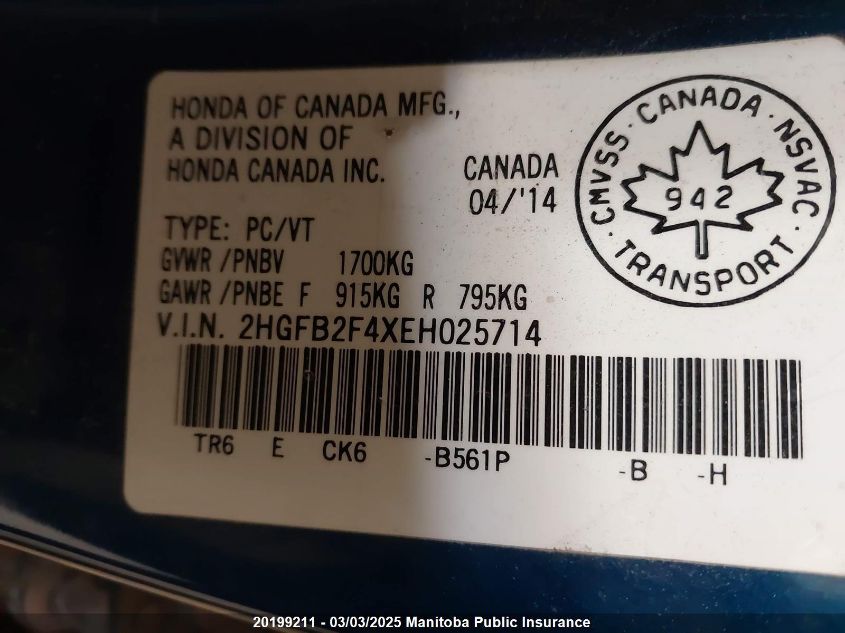 HONDA OF CANADA MFG.,
A DIVISION OF
HONDA CANADA INC.
CANADA
04/'14
CMVSS · CANADA · NSVAC · TRANSPORT ·
942
TYPE: PC/VT
GVWR /PNBV 1700KG
GAWR /PNBE F 915KG R 795KG
V.I.N. 2HGFB2F4XEH025714
TR6 E CK6 -B561P -B -H
20199211 - 03/03/2025 Manitoba Public Insurance